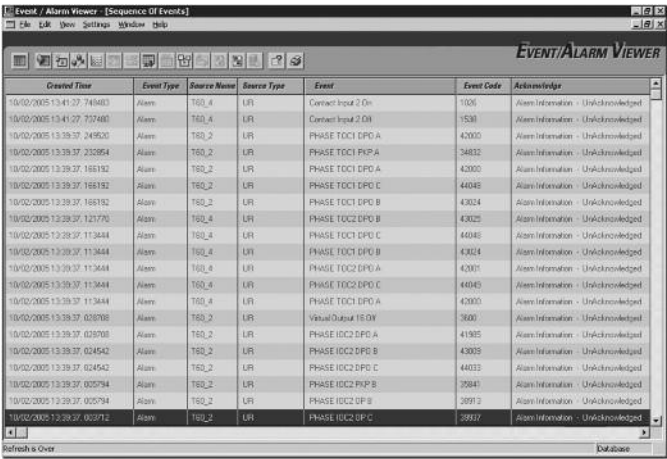 Event / Alarm Viewer - [Sequence Of Events]
File Edit View Settings Window Help
EVENT/ALARM VIEWER
Created Time Event Type Source Name Source Type Event Event Code Acknowledge
10/02/2005 13:41:27. 748483 Alarm T60_4 UR Contact Input 2 On 1026 Alarm Information - UnAcknowledged
10/02/2005 13:41:27. 737480 Alarm T60_4 UR Contact Input 2 Off 1538 Alarm Information - UnAcknowledged
10/02/2005 13:39:37. 249520 Alarm T60_2 UR PHASE TOC1 DPO A 42000 Alarm Information - UnAcknowledged
10/02/2005 13:39:37. 232854 Alarm T60_2 UR PHASE TOC1 PKP A 34832 Alarm Information - UnAcknowledged
10/02/2005 13:39:37. 166192 Alarm T60_2 UR PHASE TOC1 DPO A 42000 Alarm Information - UnAcknowledged
10/02/2005 13:39:37. 166192 Alarm T60_2 UR PHASE TOC1 DPO C 44048 Alarm Information - UnAcknowledged
10/02/2005 13:39:37. 166192 Alarm T60_2 UR PHASE TOC1 DPO B 43024 Alarm Information - UnAcknowledged
10/02/2005 13:39:37. 121770 Alarm T60_4 UR PHASE TOC2 DPO B 43025 Alarm Information - UnAcknowledged
10/02/2005 13:39:37. 113444 Alarm T60_4 UR PHASE TOC1 DPO C 44048 Alarm Information - UnAcknowledged
10/02/2005 13:39:37. 113444 Alarm T60_4 UR PHASE TOC1 DPO B 43024 Alarm Information - UnAcknowledged
10/02/2005 13:39:37. 113444 Alarm T60_4 UR PHASE TOC2 DPO A 42001 Alarm Information - UnAcknowledged
10/02/2005 13:39:37. 113444 Alarm T60_4 UR PHASE TOC2 DPO C 44049 Alarm Information - UnAcknowledged
10/02/2005 13:39:37. 113444 Alarm T60_4 UR PHASE TOC1 DPO A 42000 Alarm Information - UnAcknowledged
10/02/2005 13:39:37. 028708 Alarm T60_2 UR Virtual Output 16 Off 3600 Alarm Information - UnAcknowledged
10/02/2005 13:39:37. 028708 Alarm T60_2 UR PHASE IOC2 DPO A 41985 Alarm Information - UnAcknowledged
10/02/2005 13:39:37. 024542 Alarm T60_2 UR PHASE IOC2 DPO B 43009 Alarm Information - UnAcknowledged
10/02/2005 13:39:37. 024542 Alarm T60_2 UR PHASE IOC2 DPO C 44033 Alarm Information - UnAcknowledged
10/02/2005 13:39:37. 005794 Alarm T60_2 UR PHASE IOC2 PKP B 35841 Alarm Information - UnAcknowledged
10/02/2005 13:39:37. 005794 Alarm T60_2 UR PHASE IOC2 OP B 38913 Alarm Information - UnAcknowledged
10/02/2005 13:39:37. 003712 Alarm T60_2 UR PHASE IOC2 OP C 39937 Alarm Information - UnAcknowledged
Refresh is Over Database